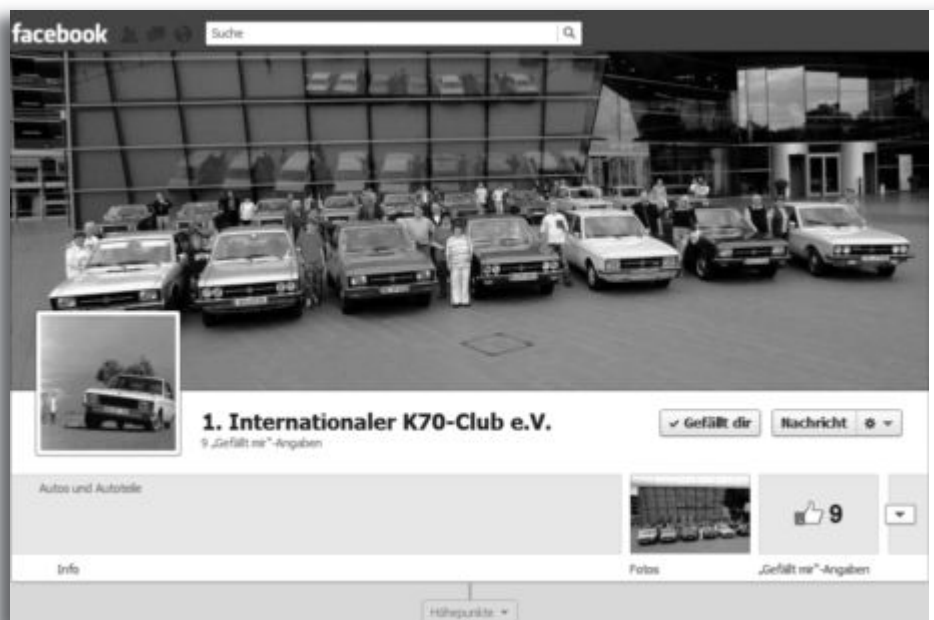 facebook
Suche
1. Internationaler K70-Club e.V.
9 „Gefällt mir“-Angaben
✓ Gefällt dir
Nachricht
Autos und Autoteile
9
Info
Fotos
„Gefällt mir“-Angaben
Höhepunkte